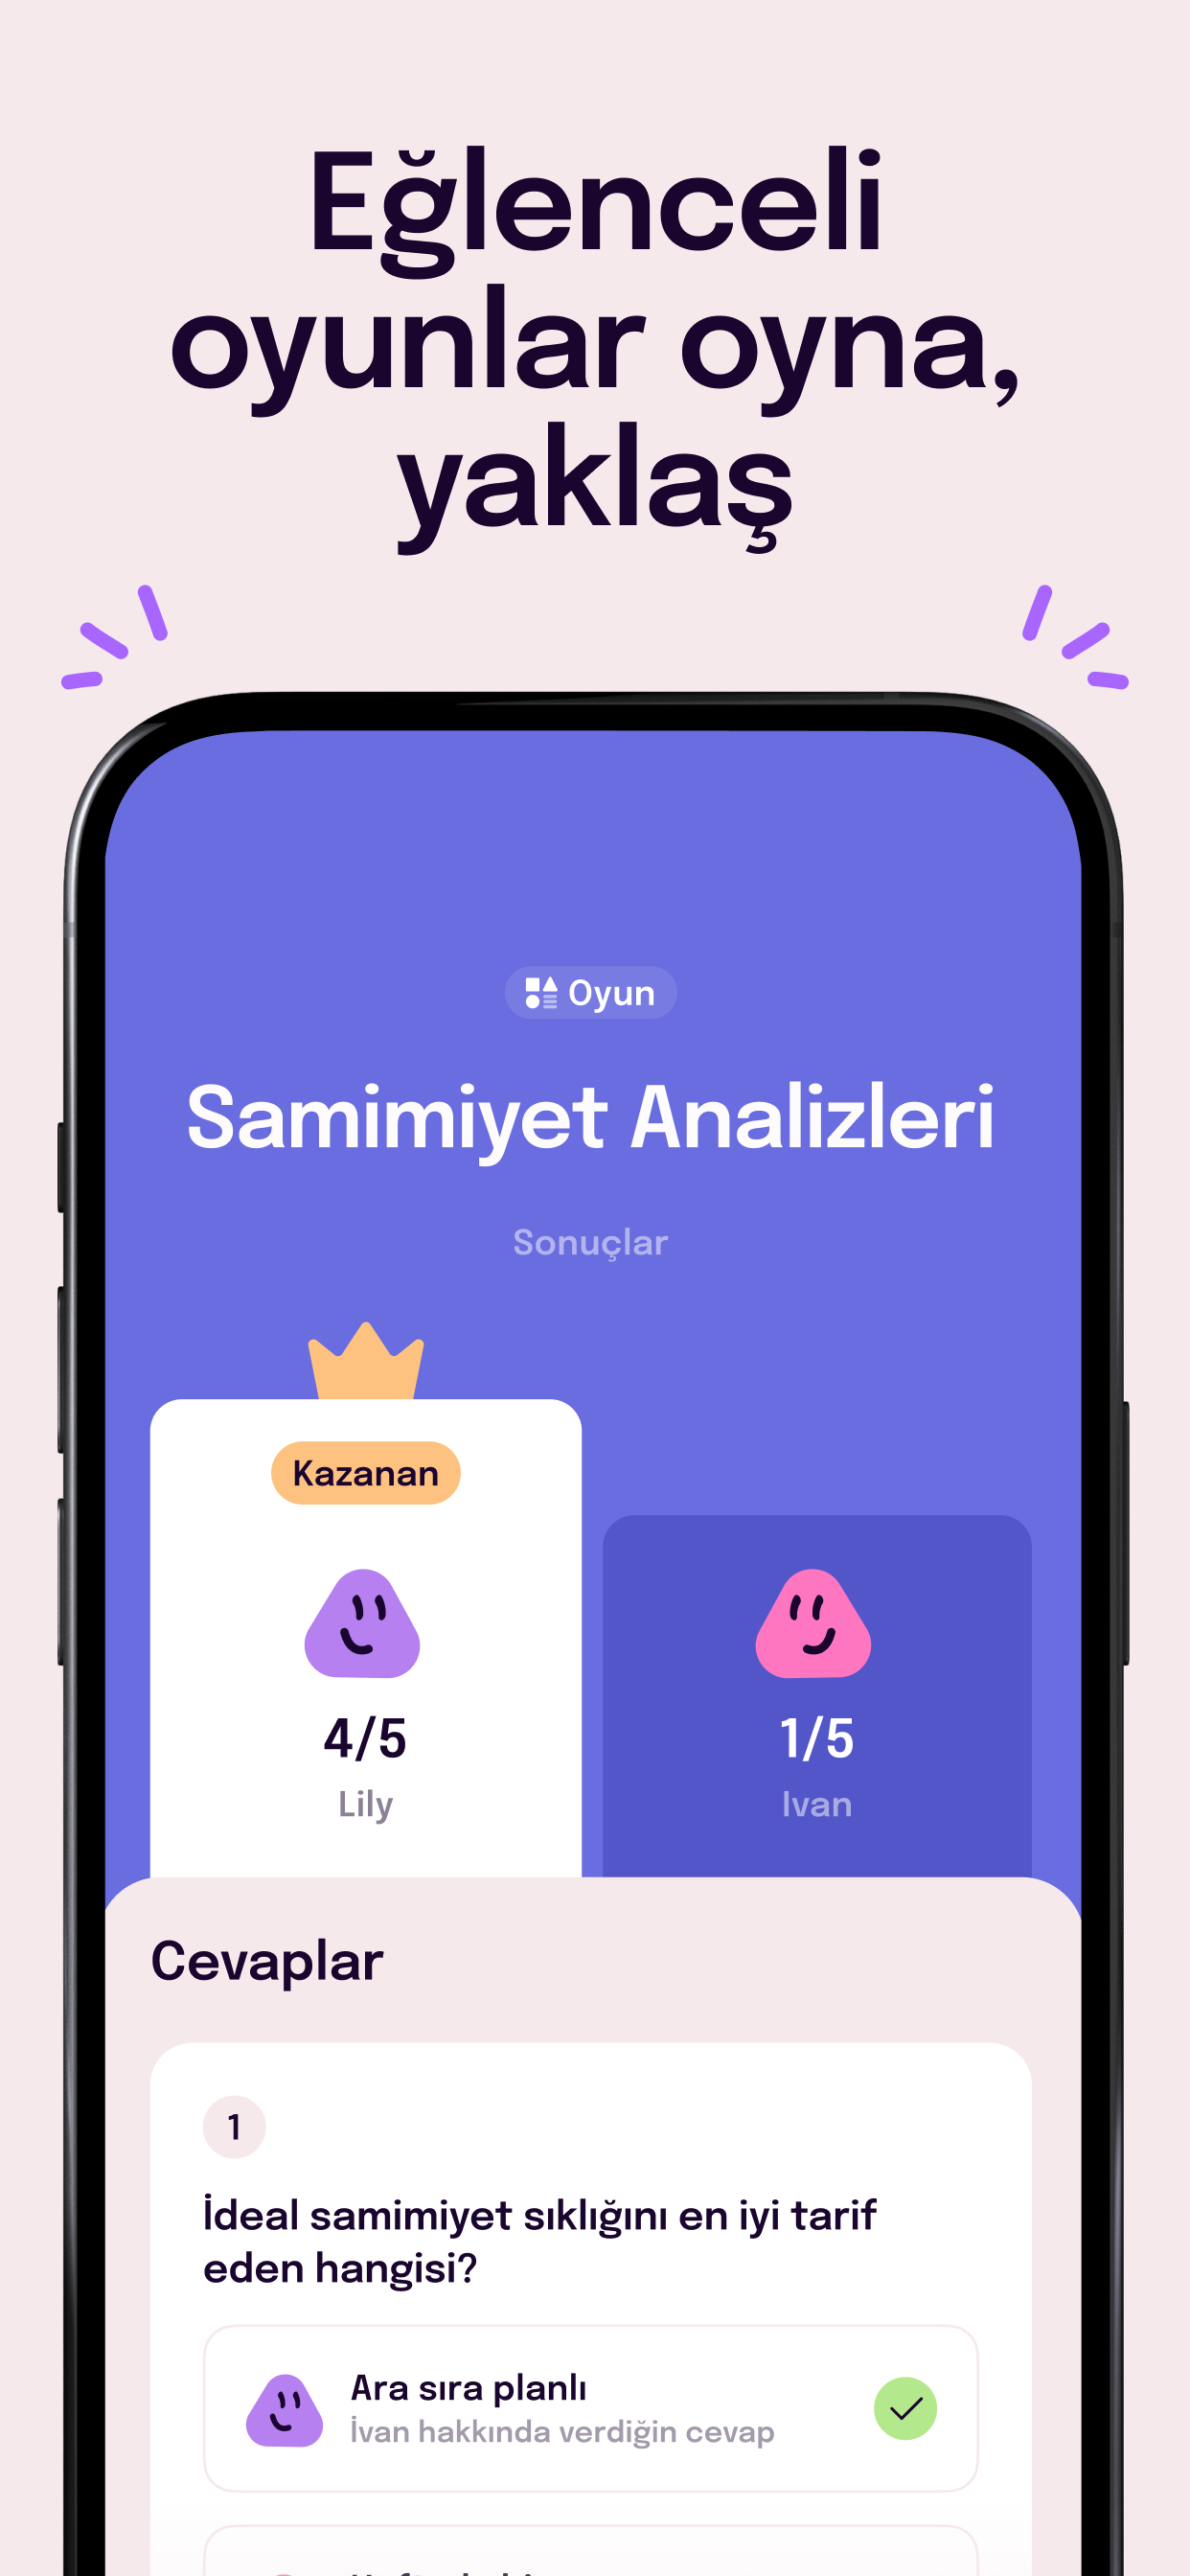 Eğlenceli
oyunlar oyna,
yaklaş
Oyun
Samimiyet Analizleri
Sonuçlar
Kazanan
4/5
Lily
1/5
Ivan
Cevaplar
1
İdeal samimiyet sıklığını en iyi tarif
eden hangisi?
Ara sıra planlı
İvan hakkında verdiğin cevap